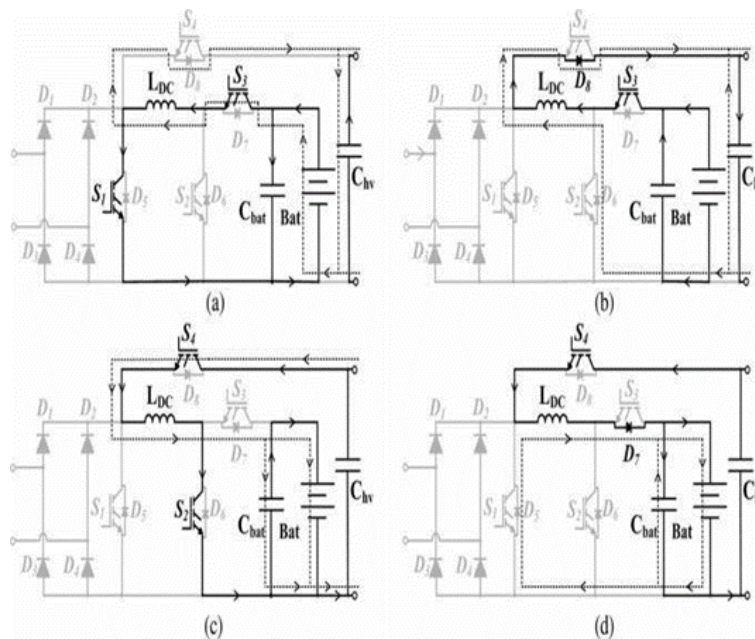 S4
D8
S3
D1
D2
LDC
D7
S1
D5
S2
D6
Cbat
Bat
Chv
D3
D4
(a)
S4
D8
S3
D1
D2
LDC
D7
S1
D5
S2
D6
Cbat
Bat
D3
D4
(b)
S4
D8
S3
D1
D2
LDC
S1
D5
S2
D6
Cbat
Bat
Chv
D3
D4
(c)
S4
D8
S3
D1
D2
LDC
D7
S1
D5
S2
D6
Cbat
Bat
C
D3
D4
(d)